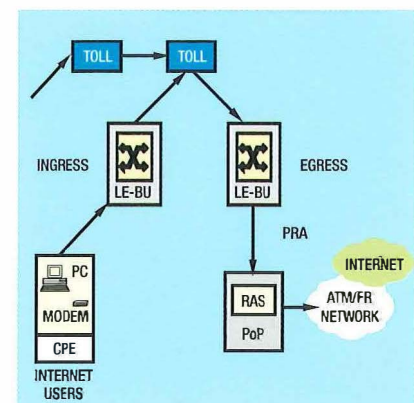 TOLL
TOLL
INGRESS
LE-BU
LE-BU
EGRESS
PRA
PC
MODEM
CPE
INTERNET
USERS
RAS
PoP
INTERNET
ATM/FR
NETWORK